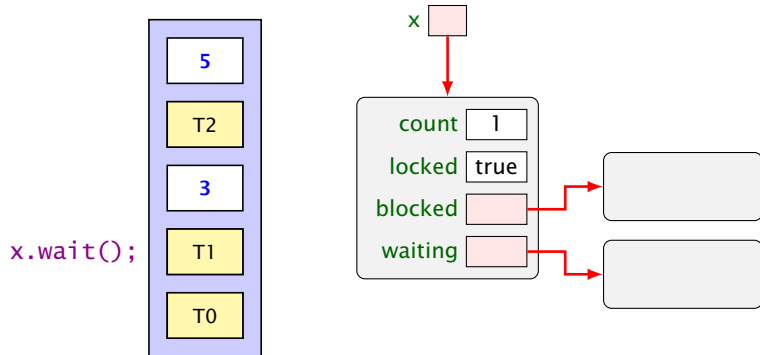 5
T2
3
x.wait(); T1
T0
x
count 1
locked true
blocked
waiting